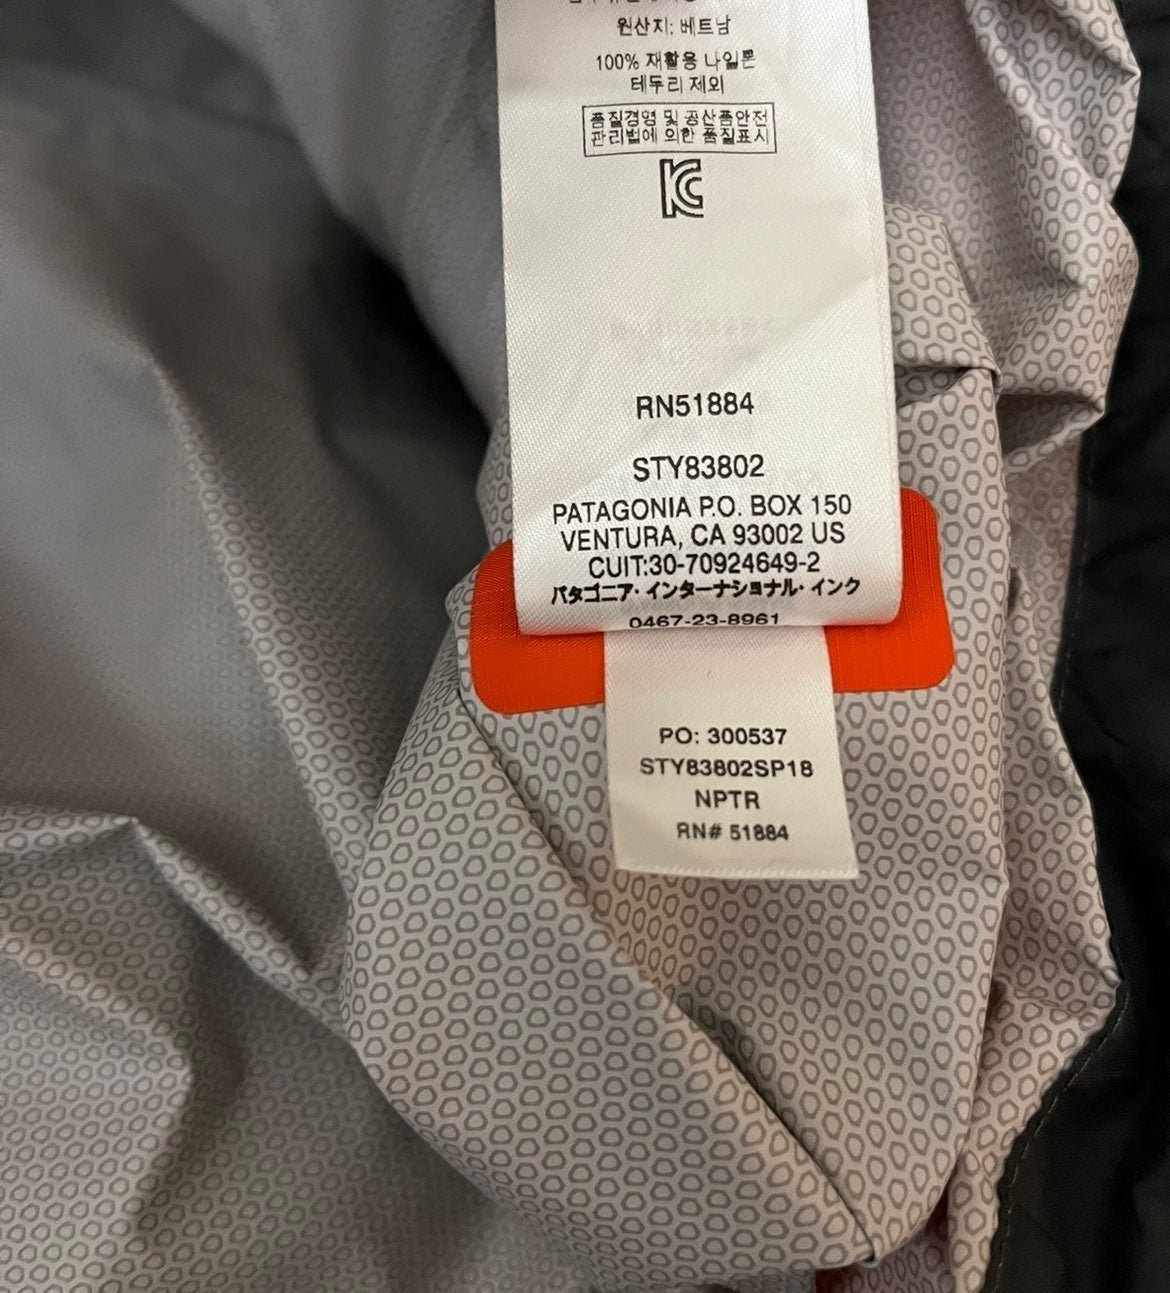 원산지: 베트남
100% 재활용 나일론
테두리 제외
품질경영 및 공산품안전
관리법에 의한 품질표시
RN51884
STY83802
PATAGONIA P.O. BOX 150
VENTURA, CA 93002 US
CUIT:30-70924649-2
パタゴニア・インターナショナル・インク
0467-23-8961
PO: 300537
STY83802SP18
NPTR
RN# 51884